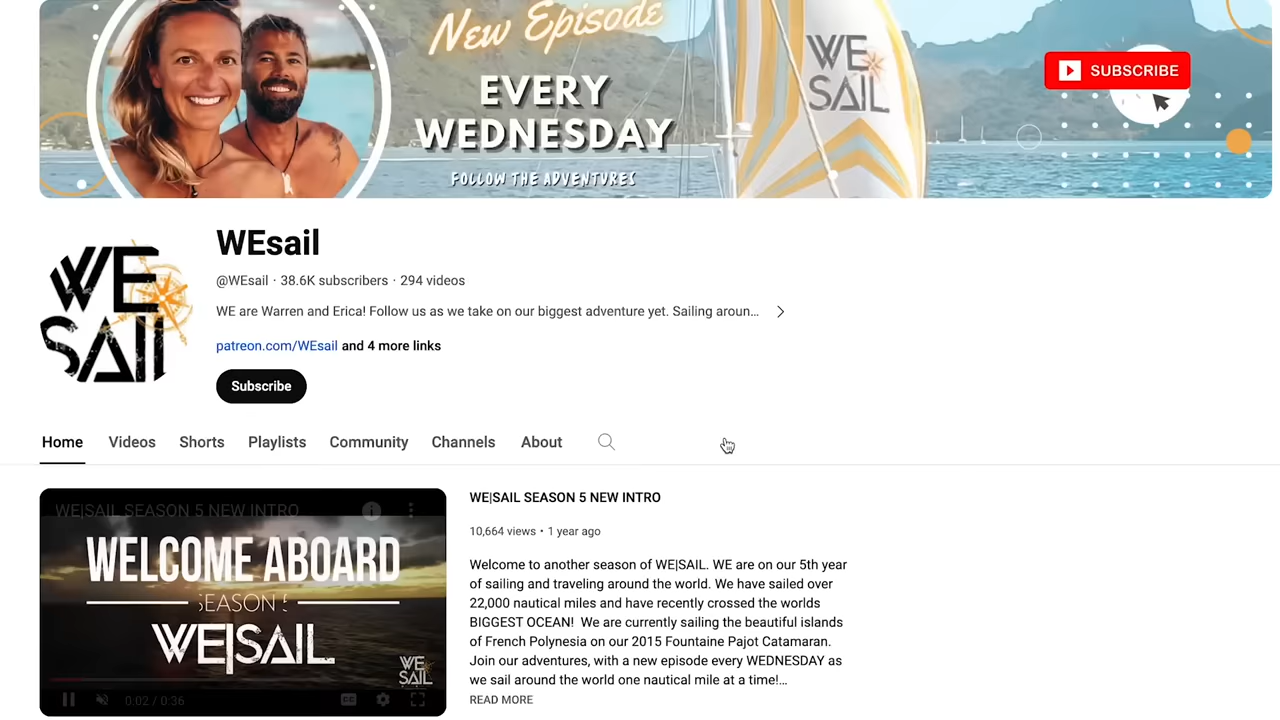 New Episode
EVERY
WEDNESDAY
FOLLOW THE ADVENTURES
WE
SAIL
SUBSCRIBE
WE
SAIL
WEsail
@WEsail · 38.6K subscribers · 294 videos
WE are Warren and Erica! Follow us as we take on our biggest adventure yet. Sailing aroun...
patreon.com/WEsail and 4 more links
Subscribe
Home Videos Shorts Playlists Community Channels About
WE|SAIL SEASON 5 NEW INTRO
WELCOME ABOARD
SEASON 5
WE|SAIL
WE
SAIL
0:02 / 0:36
WE|SAIL SEASON 5 NEW INTRO
10,664 views • 1 year ago
Welcome to another season of WE|SAIL. WE are on our 5th year
of sailing and traveling around the world. We have sailed over
22,000 nautical miles and have recently crossed the worlds
BIGGEST OCEAN! We are currently sailing the beautiful islands
of French Polynesia on our 2015 Fountaine Pajot Catamaran.
Join our adventures, with a new episode every WEDNESDAY as
we sail around the world one nautical mile at a time!...
READ MORE